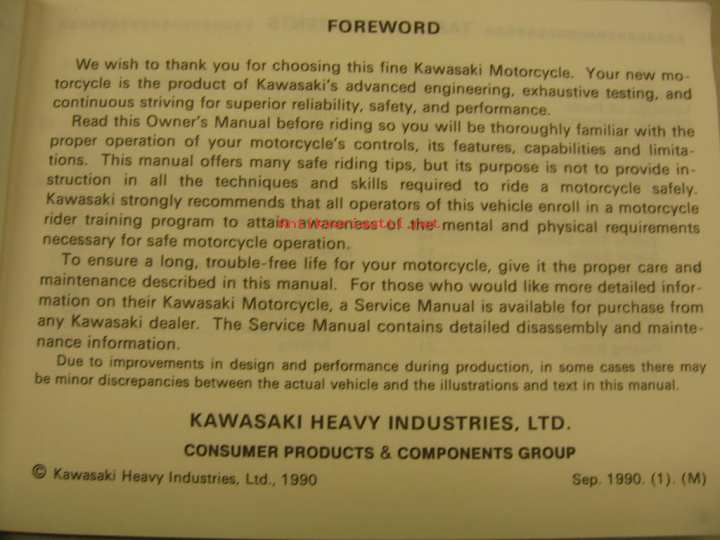 FOREWORD
We wish to thank you for choosing this fine Kawasaki Motorcycle. Your new mo-
torcycle is the product of Kawasaki's advanced engineering, exhaustive testing, and
continuous striving for superior reliability, safety, and performance.
Read this Owner's Manual before riding so you will be thoroughly familiar with the
proper operation of your motorcycle's controls, its features, capabilities and limita-
tions. This manual offers many safe riding tips, but its purpose is not to provide in-
struction in all the techniques and skills required to ride a motorcycle safely.
Kawasaki strongly recommends that all operators of this vehicle enroll in a motorcycle
rider training program to attain awareness of the mental and physical requirements
necessary for safe motorcycle operation.
To ensure a long, trouble-free life for your motorcycle, give it the proper care and
maintenance described in this manual. For those who would like more detailed infor-
mation on their Kawasaki Motorcycle, a Service Manual is available for purchase from
any Kawasaki dealer. The Service Manual contains detailed disassembly and mainte-
nance information.
Due to improvements in design and performance during production, in some cases there may
be minor discrepancies between the actual vehicle and the illustrations and text in this manual.
KAWASAKI HEAVY INDUSTRIES, LTD.
CONSUMER PRODUCTS & COMPONENTS GROUP
© Kawasaki Heavy Industries, Ltd., 1990
Sep. 1990. (1). (M)